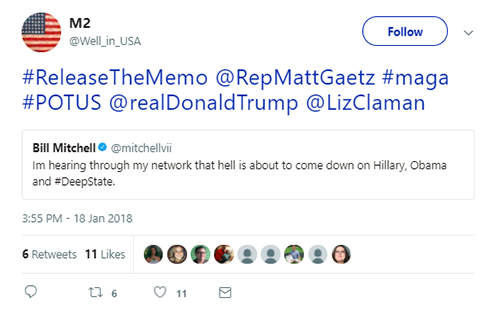 M2
@Well_in_USA
Follow
#ReleaseTheMemo @RepMattGaetz #maga
#POTUS @realDonaldTrump @LizClaman
Bill Mitchell @mitchellvii
Im hearing through my network that hell is about to come down on Hillary, Obama
and #DeepState.
3:55 PM - 18 Jan 2018
6 Retweets 11 Likes
6 11